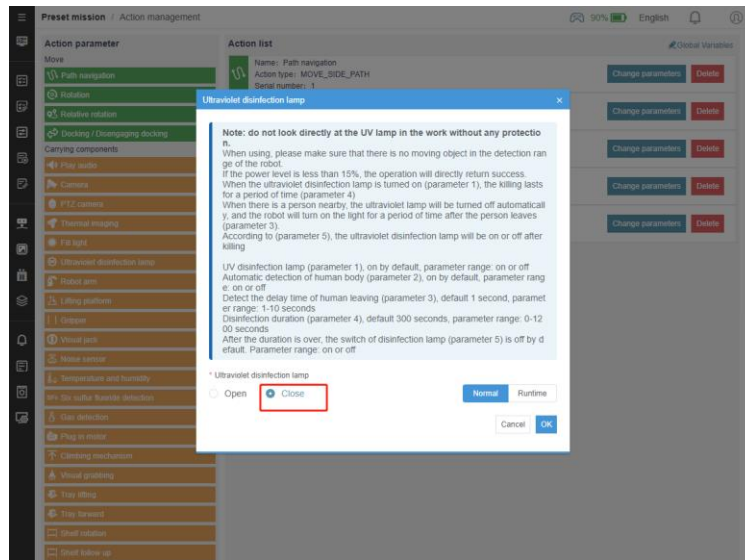 Preset mission / Action management
90%
English
Action parameter
Move
Path navigation
Rotation
Relative rotation
Docking / Disengaging docking
Carrying components
Play audio
Camera
PTZ camera
Thermal imaging
Fill light
Ultraviolet disinfection lamp
Robot arm
Lifting platform
Gripper
Visual jack
Noise sensor
Temperature and humidity
SF6 Six sulfur fluoride detection
Gas detection
Plug in motor
Climbing mechanism
Visual grabbing
Tray lifting
Tray forward
Shelf rotation
Shelf follow up
Action list
Global Variables
Name: Path navigation
Action type: MOVE_SIDE_PATH
Serial number: 1
Change parameters Delete
Change parameters Delete
Change parameters Delete
Change parameters Delete
Change parameters Delete
Ultraviolet disinfection lamp ×
Note: do not look directly at the UV lamp in the work without any protectio
n.
When using, please make sure that there is no moving object in the detection ran
ge of the robot.
If the power level is less than 15%, the operation will directly return success.
When the ultraviolet disinfection lamp is turned on (parameter 1), the killing lasts
for a period of time (parameter 4)
When there is a person nearby, the ultraviolet lamp will be turned off automaticall
y, and the robot will turn on the light for a period of time after the person leaves
(parameter 3).
According to (parameter 5), the ultraviolet disinfection lamp will be on or off after
killing
UV disinfection lamp (parameter 1), on by default, parameter range: on or off
Automatic detection of human body (parameter 2), on by default, parameter rang
e: on or off
Detect the delay time of human leaving (parameter 3), default 1 second, paramet
er range: 1-10 seconds
Disinfection duration (parameter 4), default 300 seconds, parameter range: 0-12
00 seconds
After the duration is over, the switch of disinfection lamp (parameter 5) is off by d
efault. Parameter range: on or off
* Ultraviolet disinfection lamp
Open Close
Normal Runtime
Cancel OK